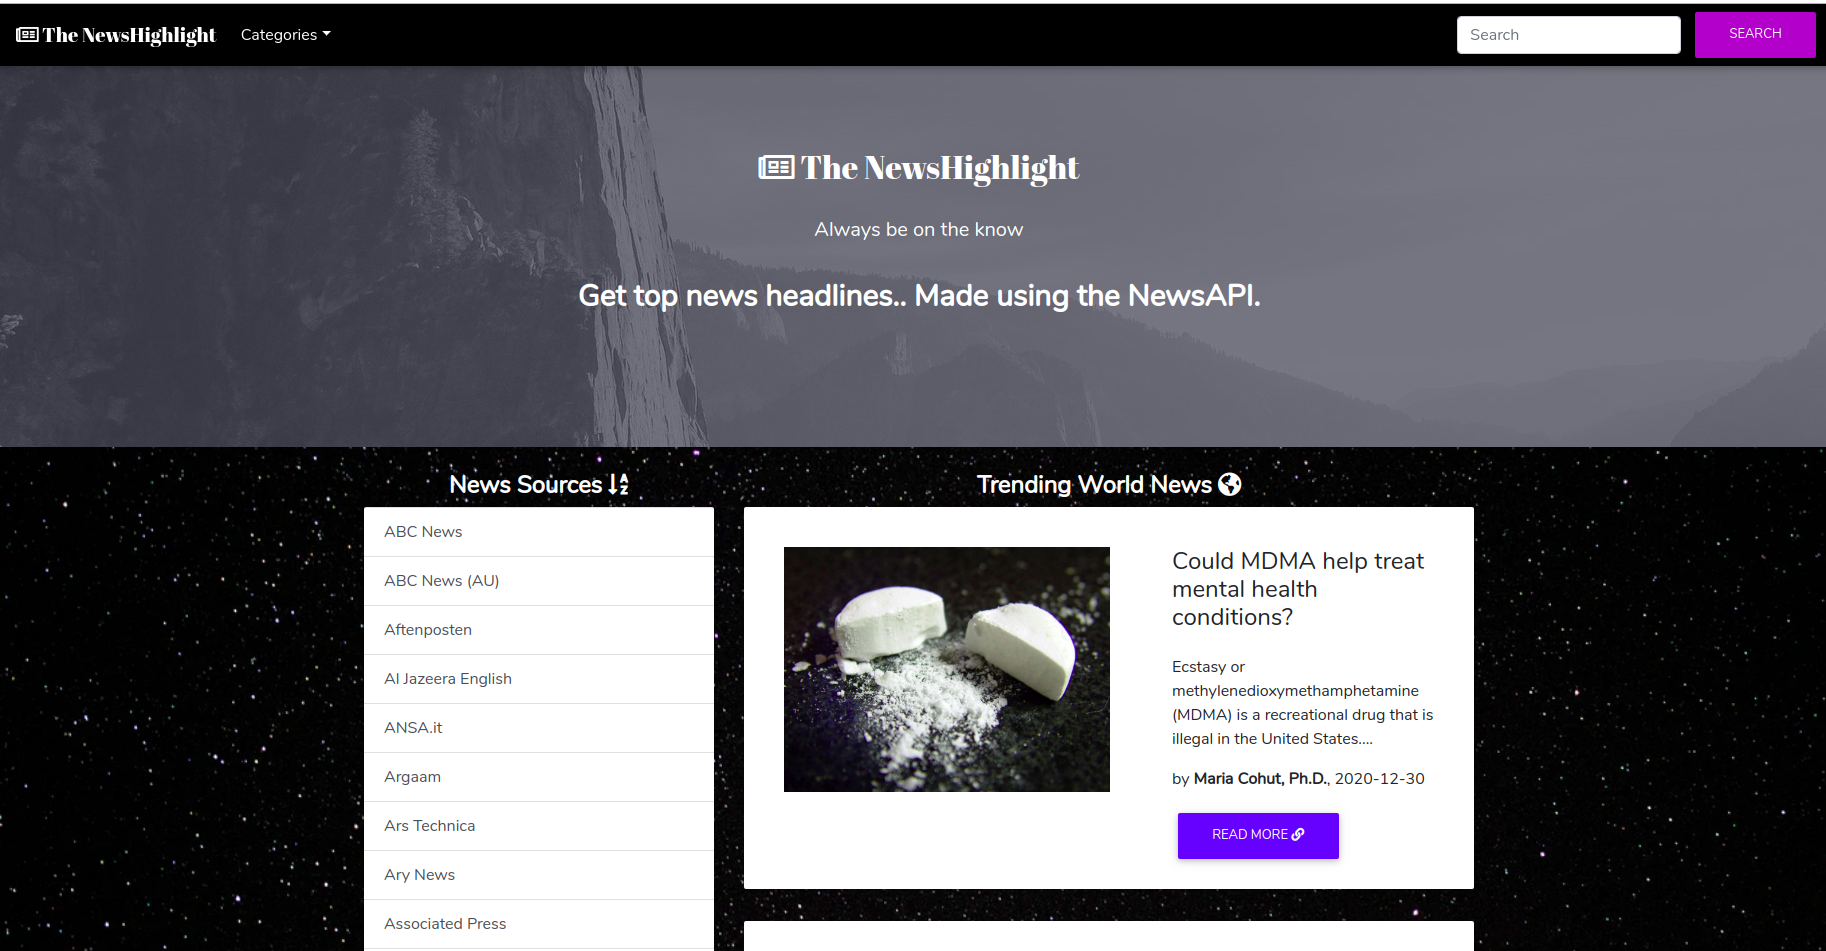 The NewsHighlight
Categories
Search
SEARCH
The NewsHighlight
Always be on the know
Get top news headlines.. Made using the NewsAPI.
News Sources
ABC News
ABC News (AU)
Aftenposten
Al Jazeera English
ANSA.it
Argaam
Ars Technica
Ary News
Associated Press
Trending World News
Could MDMA help treat
mental health
conditions?
Ecstasy or
methylenedioxymethamphetamine
(MDMA) is a recreational drug that is
illegal in the United States....
by Maria Cohut, Ph.D., 2020-12-30
READ MORE